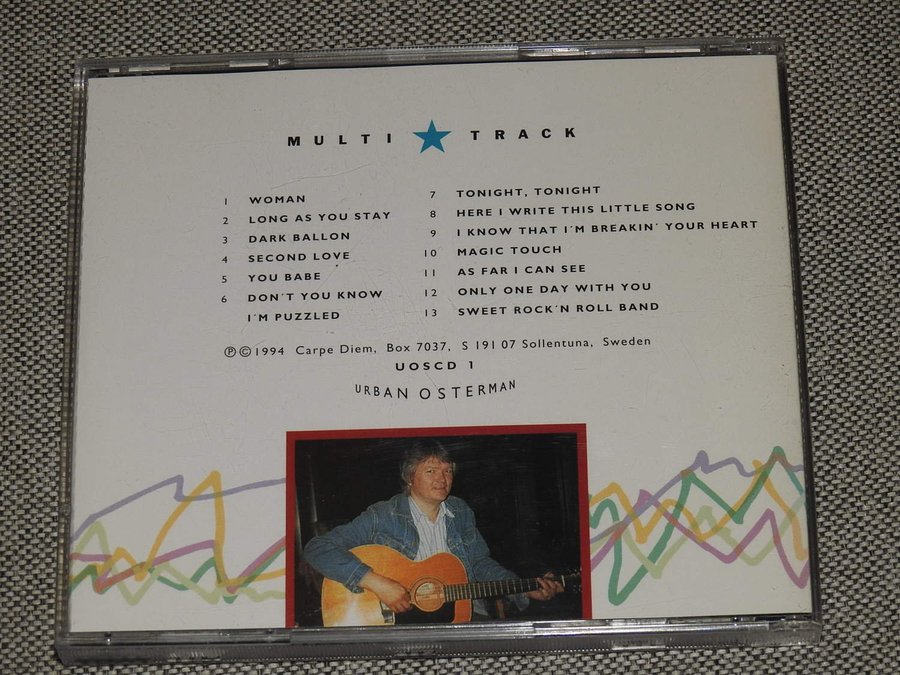 MULTI ★ TRACK
1 WOMAN
2 LONG AS YOU STAY
3 DARK BALLON
4 SECOND LOVE
5 YOU BABE
6 DON'T YOU KNOW
I'M PUZZLED
7 TONIGHT, TONIGHT
8 HERE I WRITE THIS LITTLE SONG
9 I KNOW THAT I'M BREAKIN' YOUR HEART
10 MAGIC TOUCH
11 AS FAR I CAN SEE
12 ONLY ONE DAY WITH YOU
13 SWEET ROCK'N ROLL BAND
℗©1994 Carpe Diem, Box 7037, S 191 07 Sollentuna, Sweden
UOSCD 1
URBAN OSTERMAN